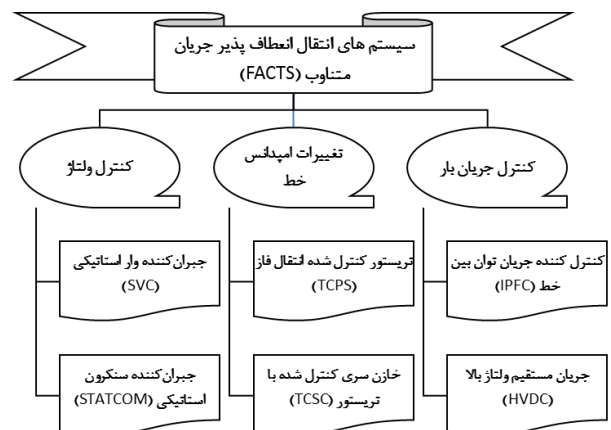 سیستم های انتقال انعطاف پذیر جریان
متناوب (FACTS)
کنترل جریان بار
تغییرات امپدانس
خط
کنترل ولتاژ
کنترل کننده جریان توان بین
خط (IPFC)
تریستور کنترل شده انتقال فاز
(TCPS)
جبران‌کننده وار استاتیکی
(SVC)
جریان مستقیم ولتاژ بالا
(HVDC)
خازن سری کنترل شده با
تریستور (TCSC)
جبران‌کننده سنکرون
استاتیکی (STATCOM)